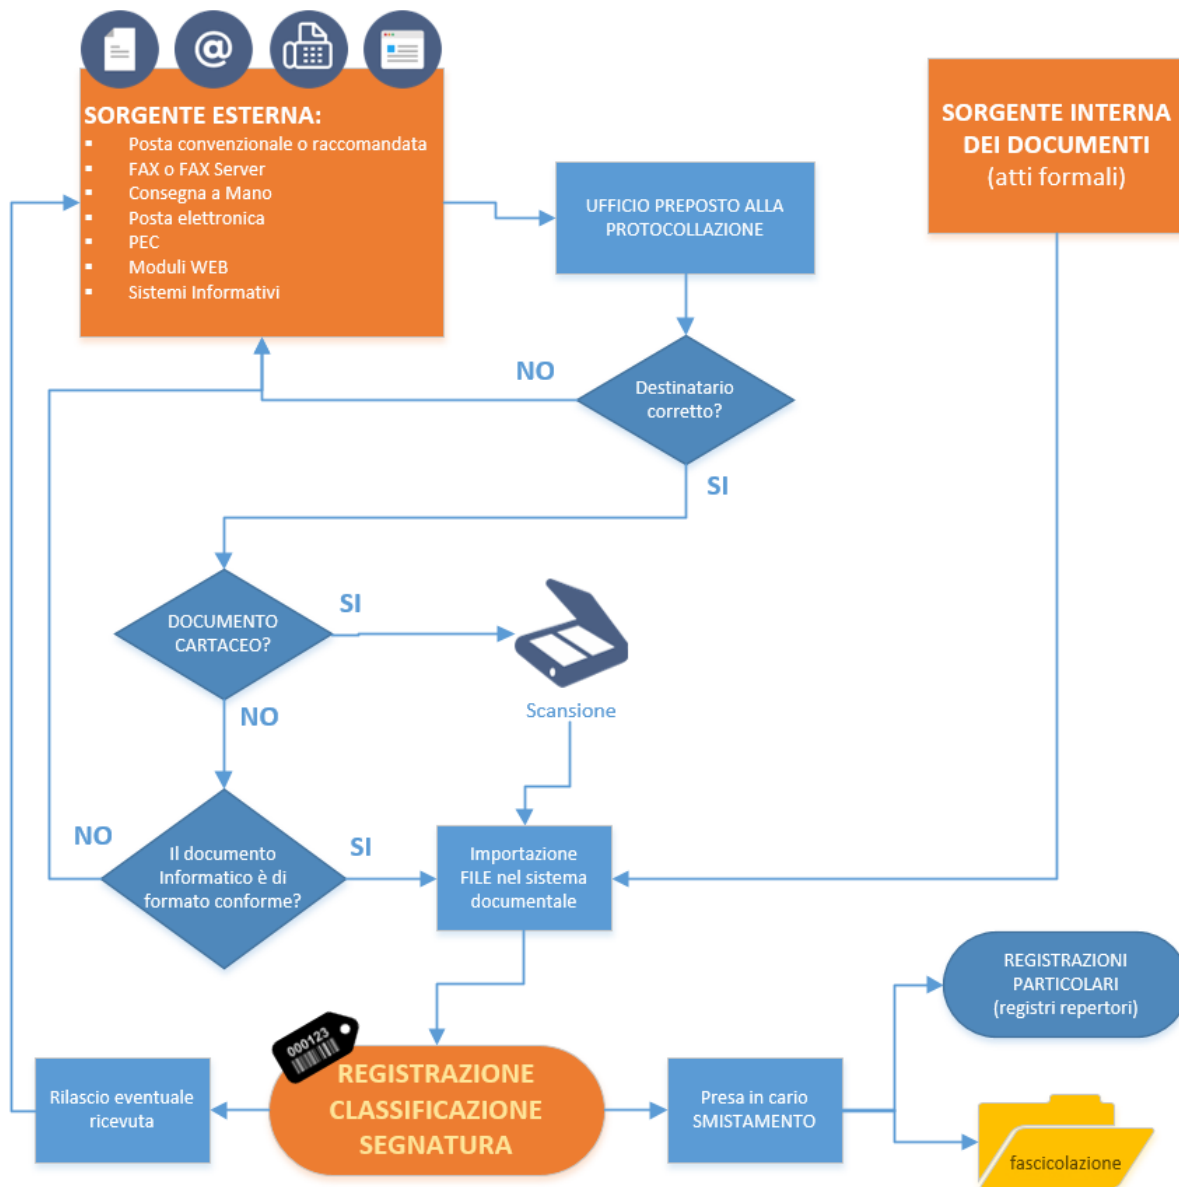 SORGENTE ESTERNA:
Posta convenzionale o raccomandata
FAX o FAX Server
Consegna a Mano
Posta elettronica
PEC
Moduli WEB
Sistemi Informativi
UFFICIO PREPOSTO ALLA
PROTOCOLLAZIONE
SORGENTE INTERNA
DEI DOCUMENTI
(atti formali)
NO
Destinatario
corretto?
SI
DOCUMENTO
CARTACEO?
SI
Scansione
NO
NO
Il documento
Informatico è di
formato conforme?
SI
Importazione
FILE nel sistema
documentale
REGISTRAZIONI
PARTICOLARI
(registri repertori)
000123
REGISTRAZIONE
CLASSIFICAZIONE
SEGNATURA
Rilascio eventuale
ricevuta
Presa in cario
SMISTAMENTO
fascicolazione